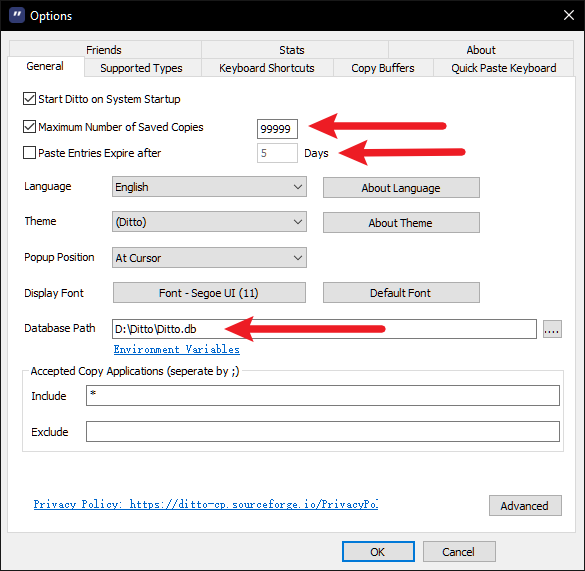 Options
Friends Stats About
General Supported Types Keyboard Shortcuts Copy Buffers Quick Paste Keyboard
Start Ditto on System Startup
Maximum Number of Saved Copies 99999
Paste Entries Expire after 5 Days
Language English About Language
Theme (Ditto) About Theme
Popup Position At Cursor
Display Font Font - Segoe UI (11) Default Font
Database Path D:\Ditto\Ditto.db ....
Environment Variables
Accepted Copy Applications (seperate by ;)
Include *
Exclude
Privacy Policy: https://ditto-cp.sourceforge.io/PrivacyPol
Advanced
OK Cancel